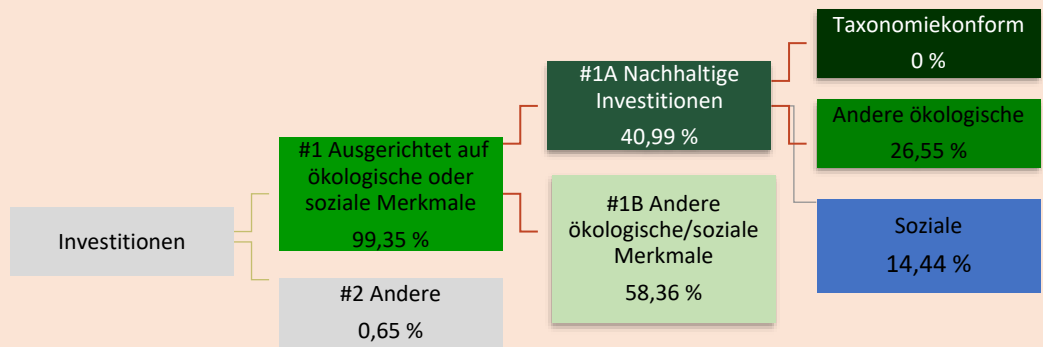 Investitionen
#1 Ausgerichtet auf
ökologische oder
soziale Merkmale
99,35 %
#2 Andere
0,65 %
#1A Nachhaltige
Investitionen
40,99 %
#1B Andere
ökologische/soziale
Merkmale
58,36 %
Taxonomiekonform
0 %
Andere ökologische
26,55 %
Soziale
14,44 %